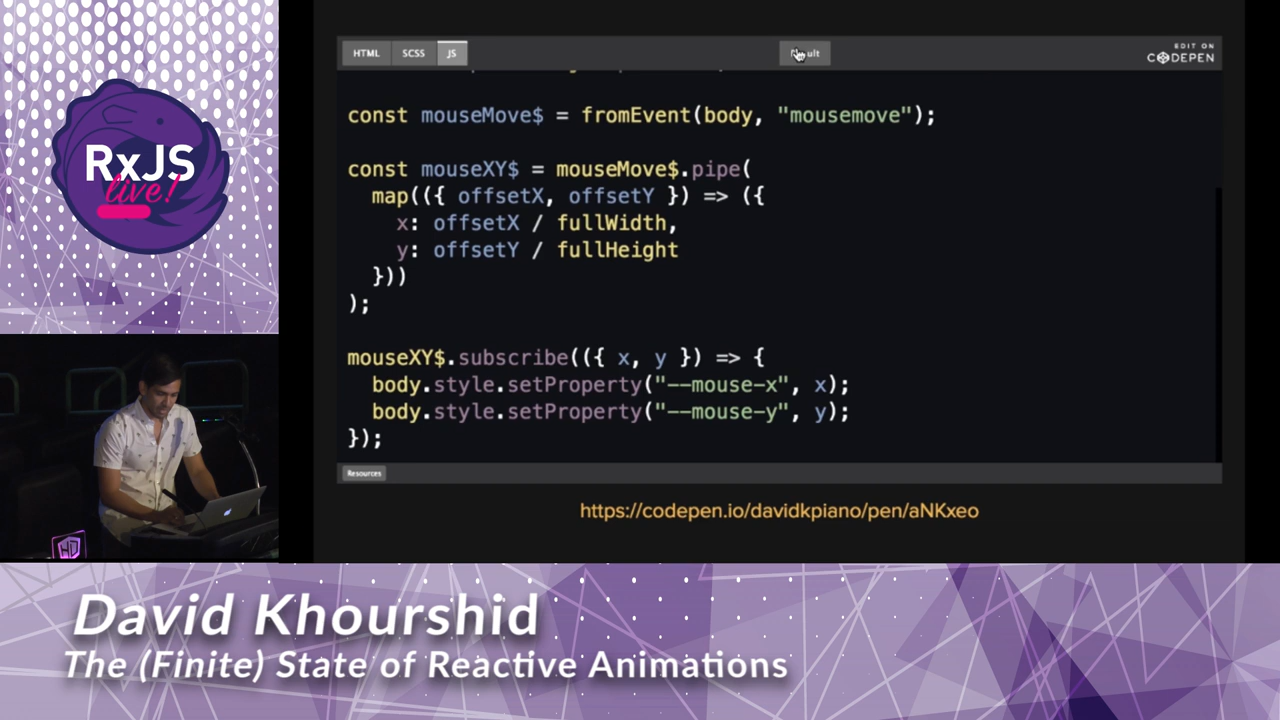 RxJS
live!
HTML
SCSS
JS
EDIT ON
CODEPEN
const mouseMove$ = fromEvent(body, "mousemove");
const mouseXY$ = mouseMove$.pipe(
map(({ offsetX, offsetY }) => ({
x: offsetX / fullWidth,
y: offsetY / fullHeight
}))
);
mouseXY$.subscribe(({ x, y }) => {
body.style.setProperty("--mouse-x", x);
body.style.setProperty("--mouse-y", y);
});
Resources
https://codepen.io/davidkpiano/pen/aNKxeo
David Khourshid
The (Finite) State of Reactive Animations